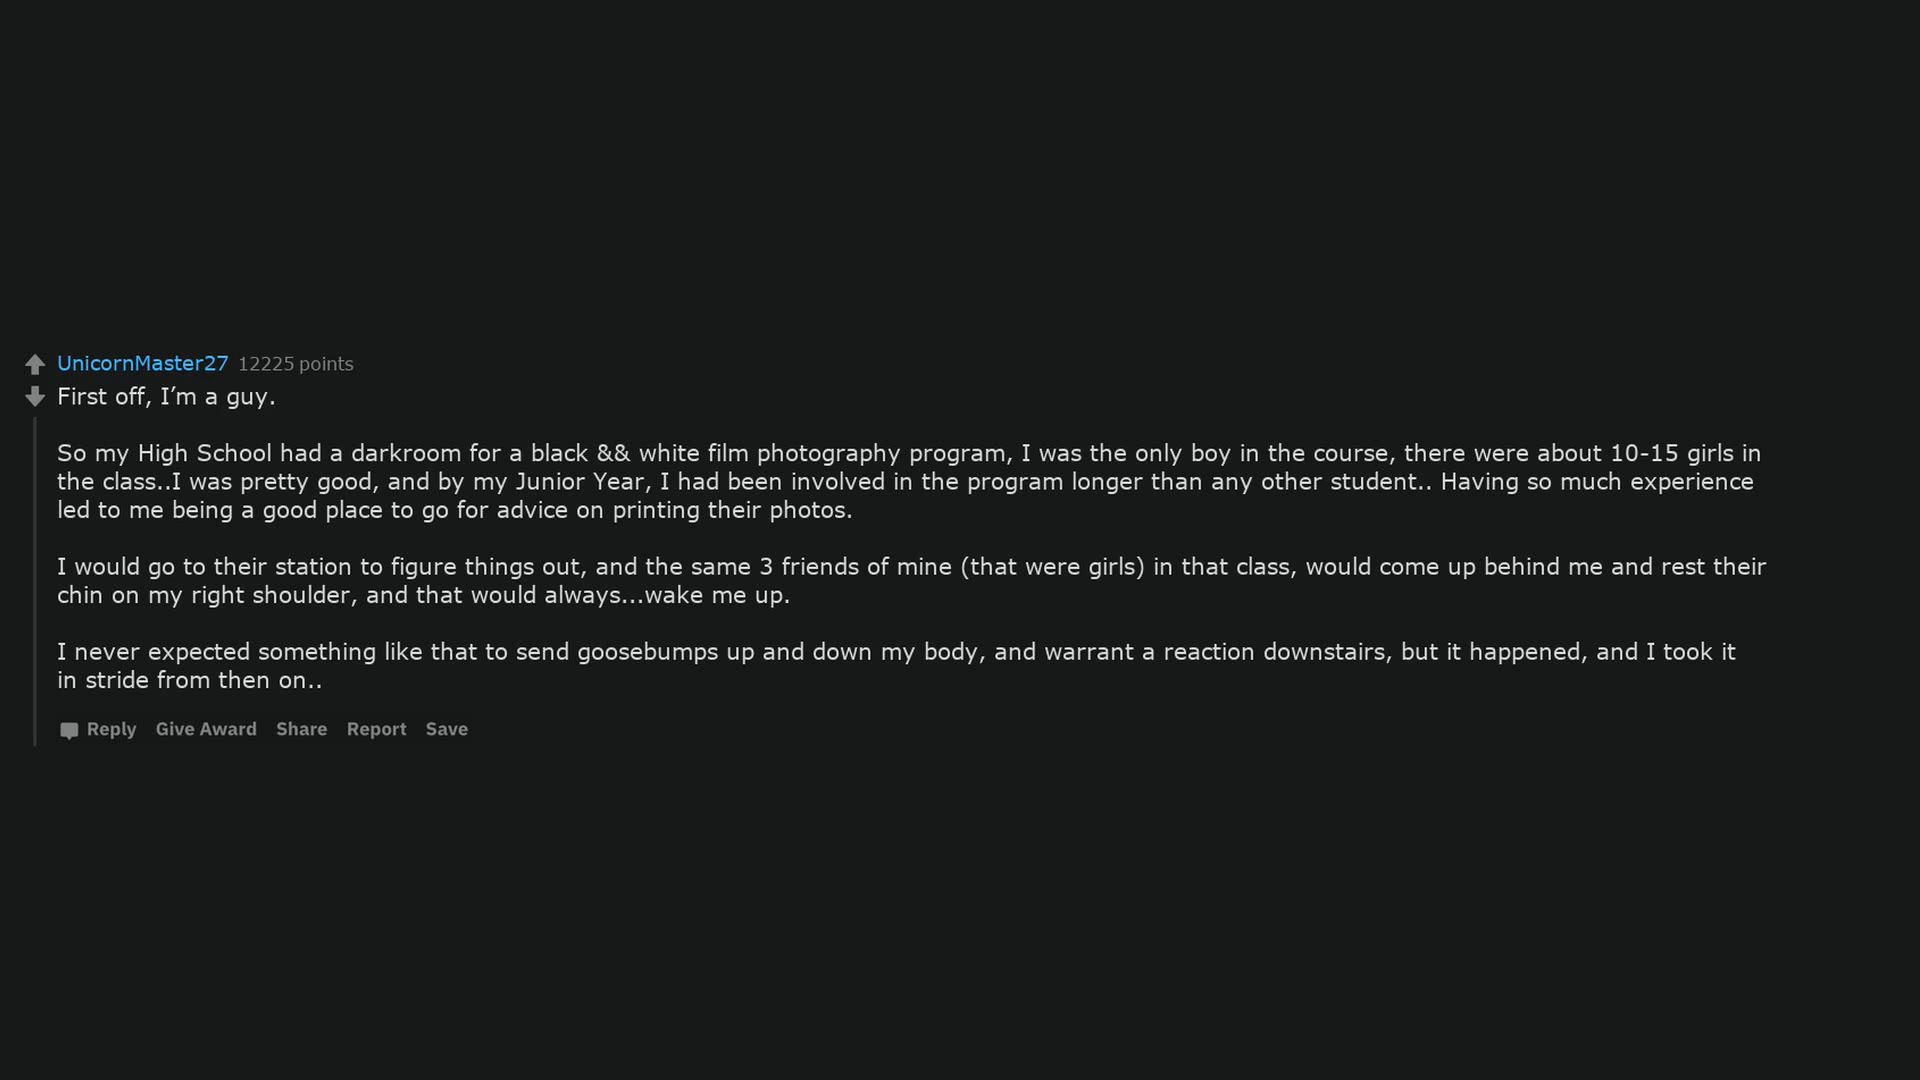 UnicornMaster27 12225 points
First off, I’m a guy.
So my High School had a darkroom for a black && white film photography program, I was the only boy in the course, there were about 10-15 girls in
the class..I was pretty good, and by my Junior Year, I had been involved in the program longer than any other student.. Having so much experience
led to me being a good place to go for advice on printing their photos.
I would go to their station to figure things out, and the same 3 friends of mine (that were girls) in that class, would come up behind me and rest their
chin on my right shoulder, and that would always...wake me up.
I never expected something like that to send goosebumps up and down my body, and warrant a reaction downstairs, but it happened, and I took it
in stride from then on..
Reply Give Award Share Report Save